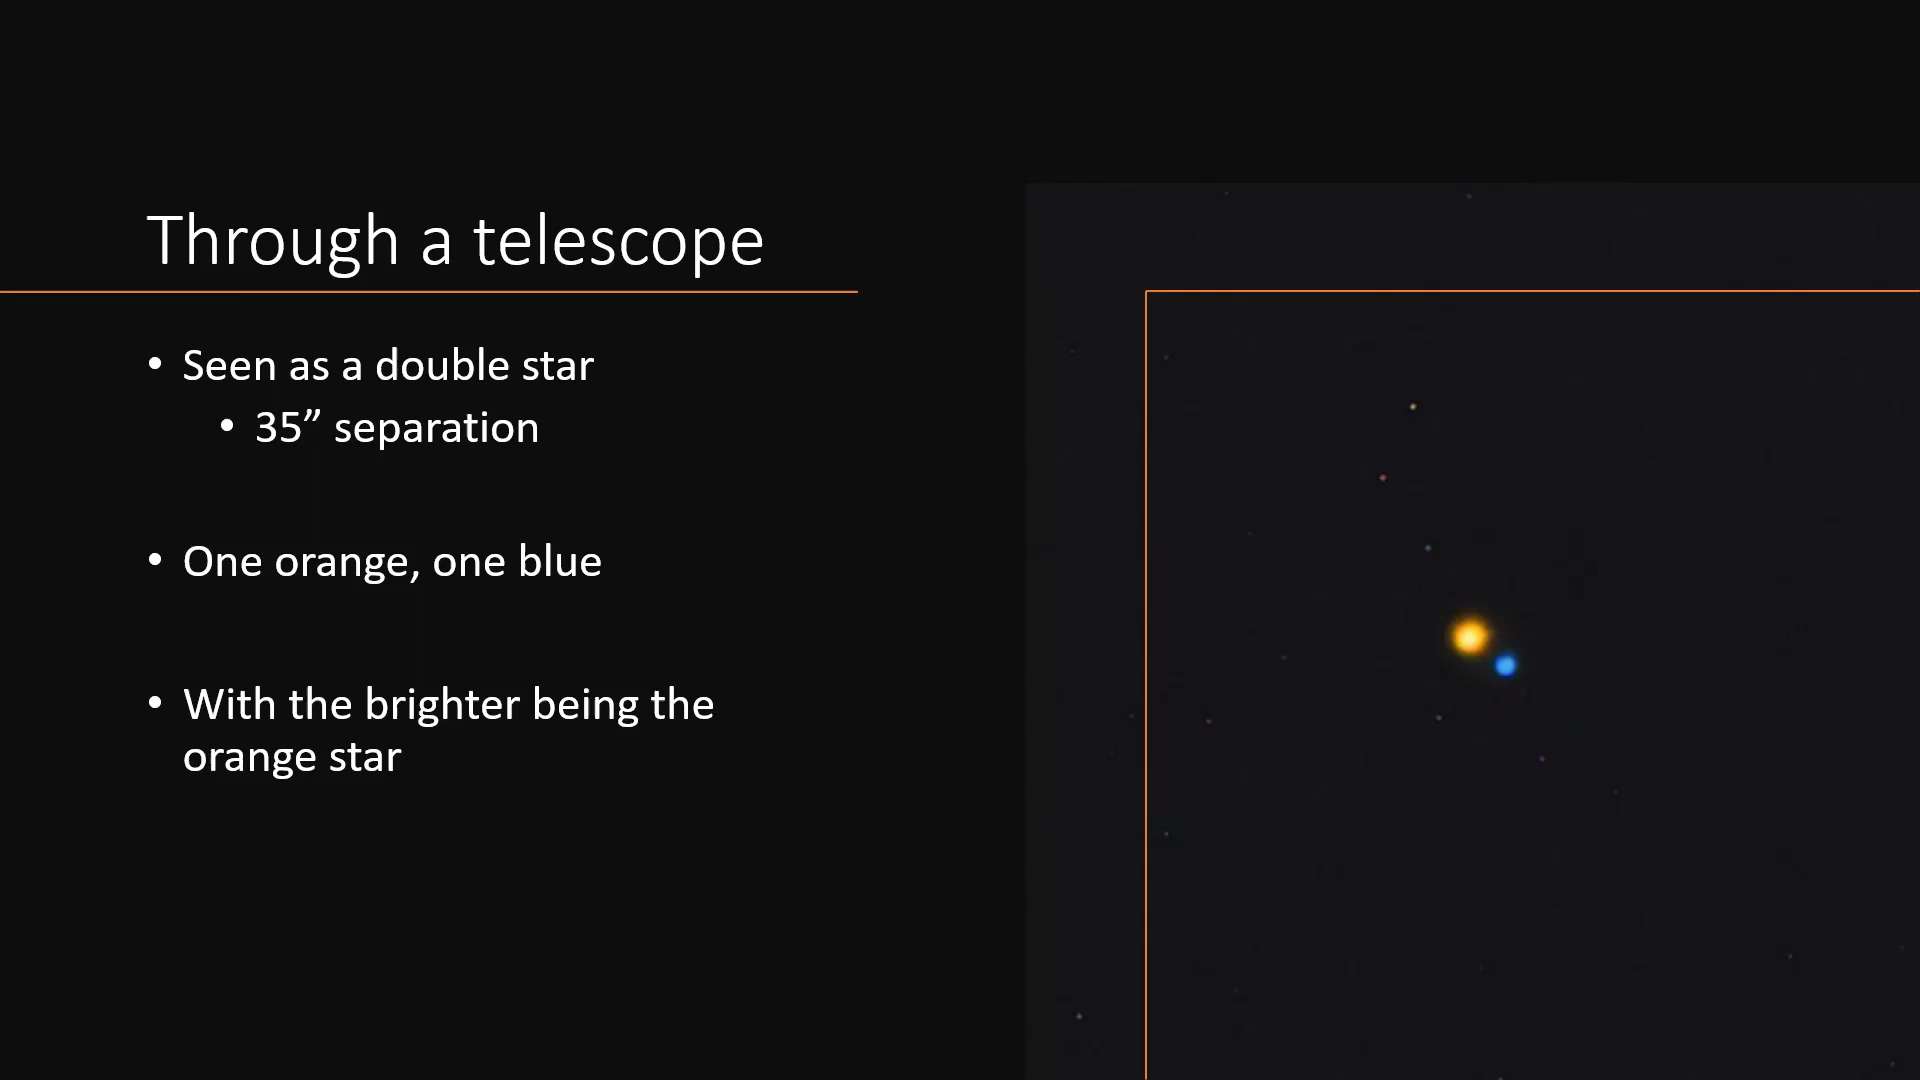 Through a telescope
• Seen as a double star
• 35” separation
• One orange, one blue
• With the brighter being the
orange star